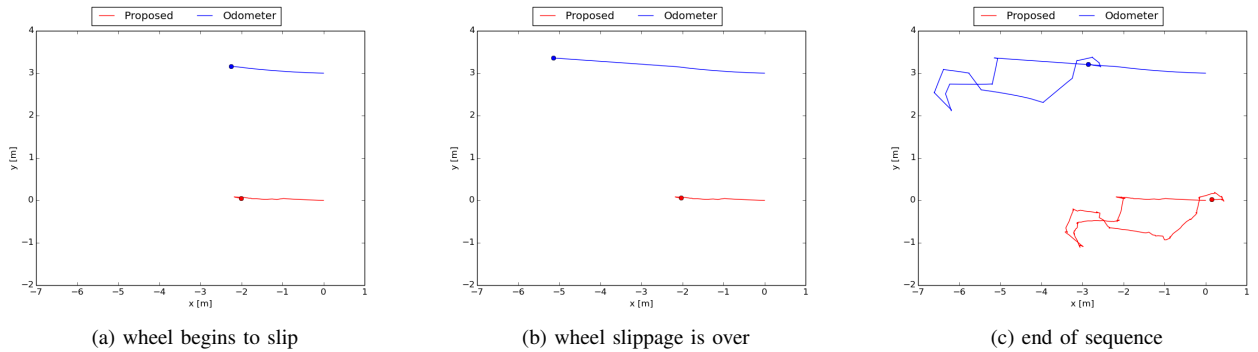 Proposed Odometer
4
3
2
1
0
−1
−2
y [m]
−7 −6 −5 −4 −3 −2 −1 0 1
x [m]
(a) wheel begins to slip
Proposed Odometer
4
3
2
1
0
−1
−2
y [m]
−7 −6 −5 −4 −3 −2 −1 0 1
x [m]
(b) wheel slippage is over
Proposed Odometer
4
3
2
1
0
−1
−2
y [m]
−7 −6 −5 −4 −3 −2 −1 0 1
x [m]
(c) end of sequence